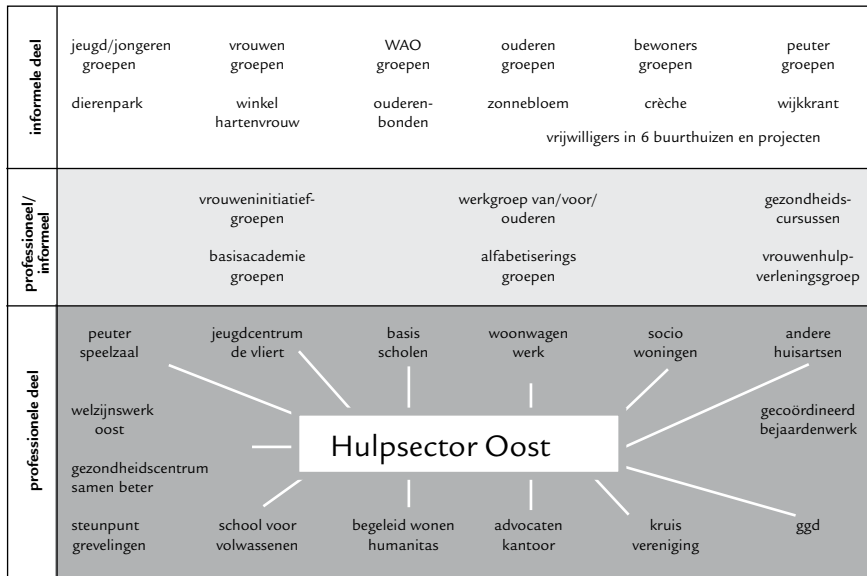 informele deel
jeugd/jongeren
groepen
vrouwen
groepen
WAO
groepen
ouderen
groepen
bewoners
groepen
peuter
groepen
dierenpark
winkel
hartenvrouw
ouderen-
bonden
zonnebloem
crèche
wijkkrant
vrijwilligers in 6 buurthuizen en projecten
professioneel/
informeel
vrouweninitiatief-
groepen
werkgroep van/voor/
ouderen
gezondheids-
cursussen
basisacademie
groepen
alfabetiserings
groepen
vrouwenhulp-
verleningsgroep
professionele deel
peuter
speelzaal
jeugdcentrum
de vliert
basis
scholen
woonwagen
werk
socio
woningen
andere
huisartsen
welzijnswerk
oost
gecoördineerd
bejaardenwerk
Hulpsector Oost
gezondheidscentrum
samen beter
steunpunt
grevelingen
school voor
volwassenen
begeleid wonen
humanitas
advocaten
kantoor
kruis
vereniging
ggd